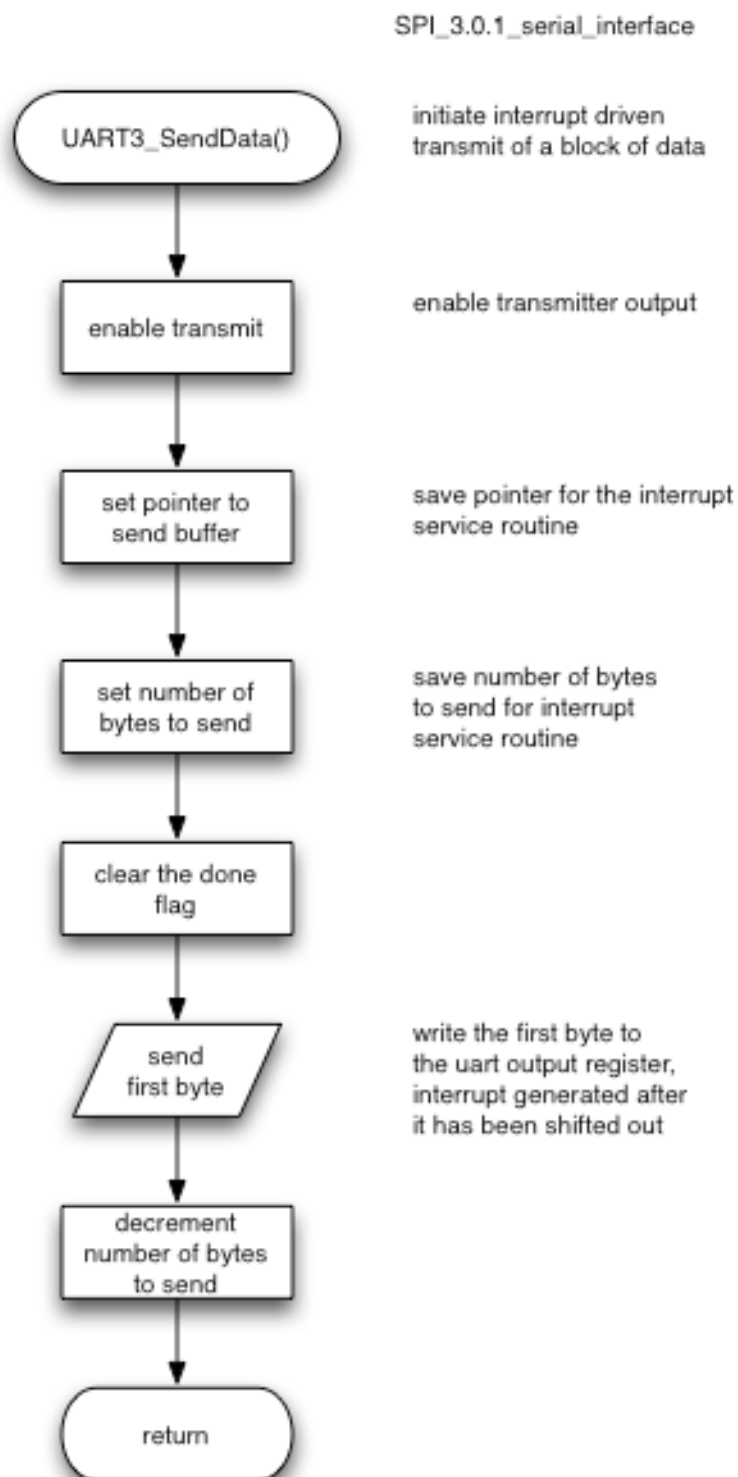 SPI_3.0.1_serial_interface
UART3_SendData()
initiate interrupt driven
transmit of a block of data
enable transmit
enable transmitter output
set pointer to
send buffer
save pointer for the interrupt
service routine
set number of
bytes to send
save number of bytes
to send for interrupt
service routine
clear the done
flag
send
first byte
write the first byte to
the uart output register,
interrupt generated after
it has been shifted out
decrement
number of bytes
to send
return